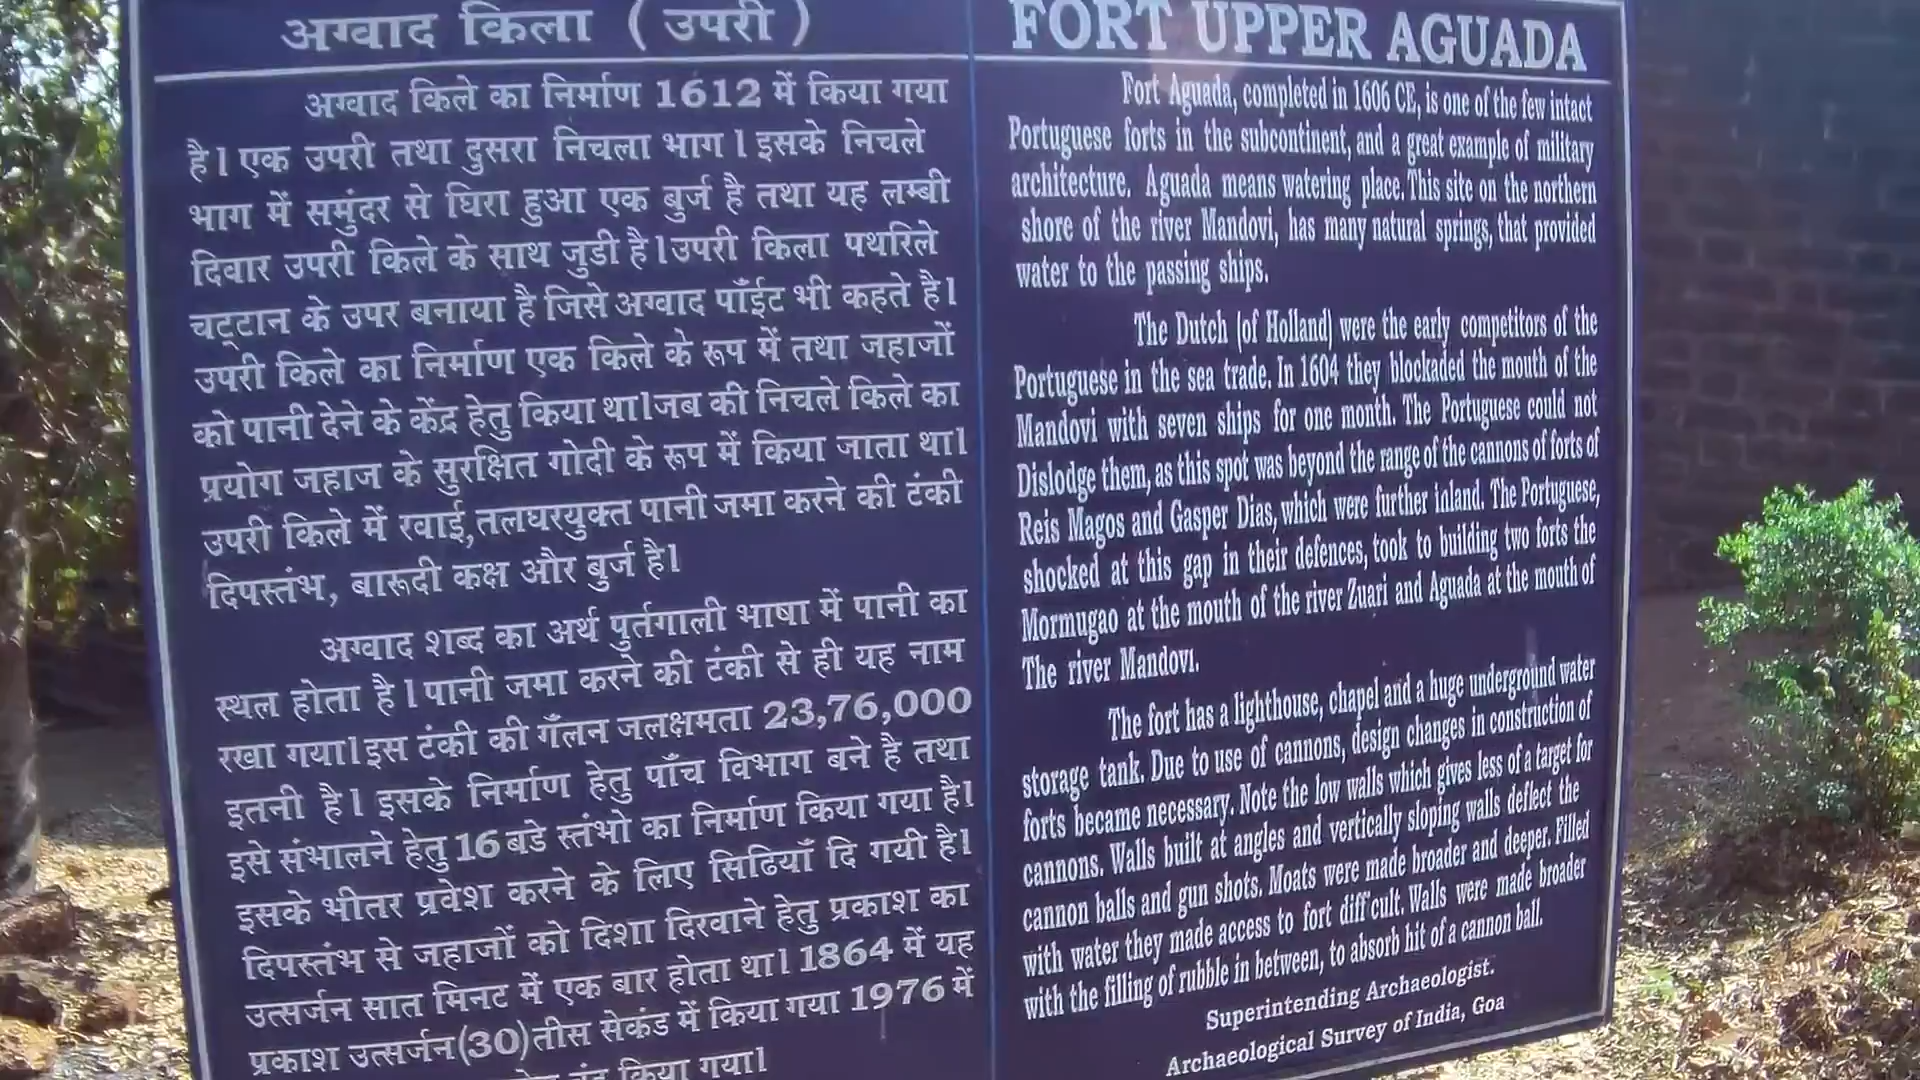 अग्वाद किला ( उपरी )
अग्वाद किले का निर्माण 1612 में किया गया
है। एक उपरी तथा दुसरा निचला भाग। इसके निचले
भाग में समुंदर से घिरा हुआ एक बुर्ज है तथा यह लम्बी
दिवार उपरी किले के साथ जुडी है।उपरी किला पथरिले
चट्टान के उपर बनाया है जिसे अग्वाद पाँईट भी कहते है।
उपरी किले का निर्माण एक किले के रूप में तथा जहाजों
को पानी देने के केंद्र हेतु किया था।जब की निचले किले का
प्रयोग जहाज के सुरक्षित गोदी के रूप में किया जाता था।
उपरी किले में रवाई,तलघरयुक्त पानी जमा करने की टंकी
दिपस्तंभ, बारूदी कक्ष और बुर्ज है।
अग्वाद शब्द का अर्थ पुर्तगाली भाषा में पानी का
स्थल होता है।पानी जमा करने की टंकी से ही यह नाम
रखा गया।इस टंकी की गॅंलन जलक्षमता 23,76,000
इतनी है। इसके निर्माण हेतु पाँच विभाग बने है तथा
इसे संभालने हेतु 16 बडे स्तंभो का निर्माण किया गया है।
इसके भीतर प्रवेश करने के लिए सिढियाँ दि गयी है।
दिपस्तंभ से जहाजों को दिशा दिरवाने हेतु प्रकाश का
उत्सर्जन सात मिनट में एक बार होता था। 1864 में यह
प्रकाश उत्सर्जन(30)तीस सेकंड में किया गया 1976 में
किया गया।
FORT UPPER AGUADA
Fort Aguada, completed in 1606 CE, is one of the few intact
Portuguese forts in the subcontinent, and a great example of military
architecture. Aguada means watering place. This site on the northern
shore of the river Mandovi, has many natural springs, that provided
water to the passing ships.
The Dutch (of Holland) were the early competitors of the
Portuguese in the sea trade. In 1604 they blockaded the mouth of the
Mandovi with seven ships for one month. The Portuguese could not
Dislodge them, as this spot was beyond the range of the cannons of forts of
Reis Magos and Gasper Dias, which were further inland. The Portuguese,
shocked at this gap in their defences, took to building two forts the
Mormugao at the mouth of the river Zuari and Aguada at the mouth of
The river Mandovi.
The fort has a lighthouse, chapel and a huge underground water
storage tank. Due to use of cannons, design changes in construction of
forts became necessary. Note the low walls which gives less of a target for
cannons. Walls built at angles and vertically sloping walls deflect the
cannon balls and gun shots. Moats were made broader and deeper. Filled
with water they made access to fort difficult. Walls were made broader
with the filling of rubble in between, to absorb hit of a cannon ball.
Superintending Archaeologist.
Archaeological Survey of India, Goa